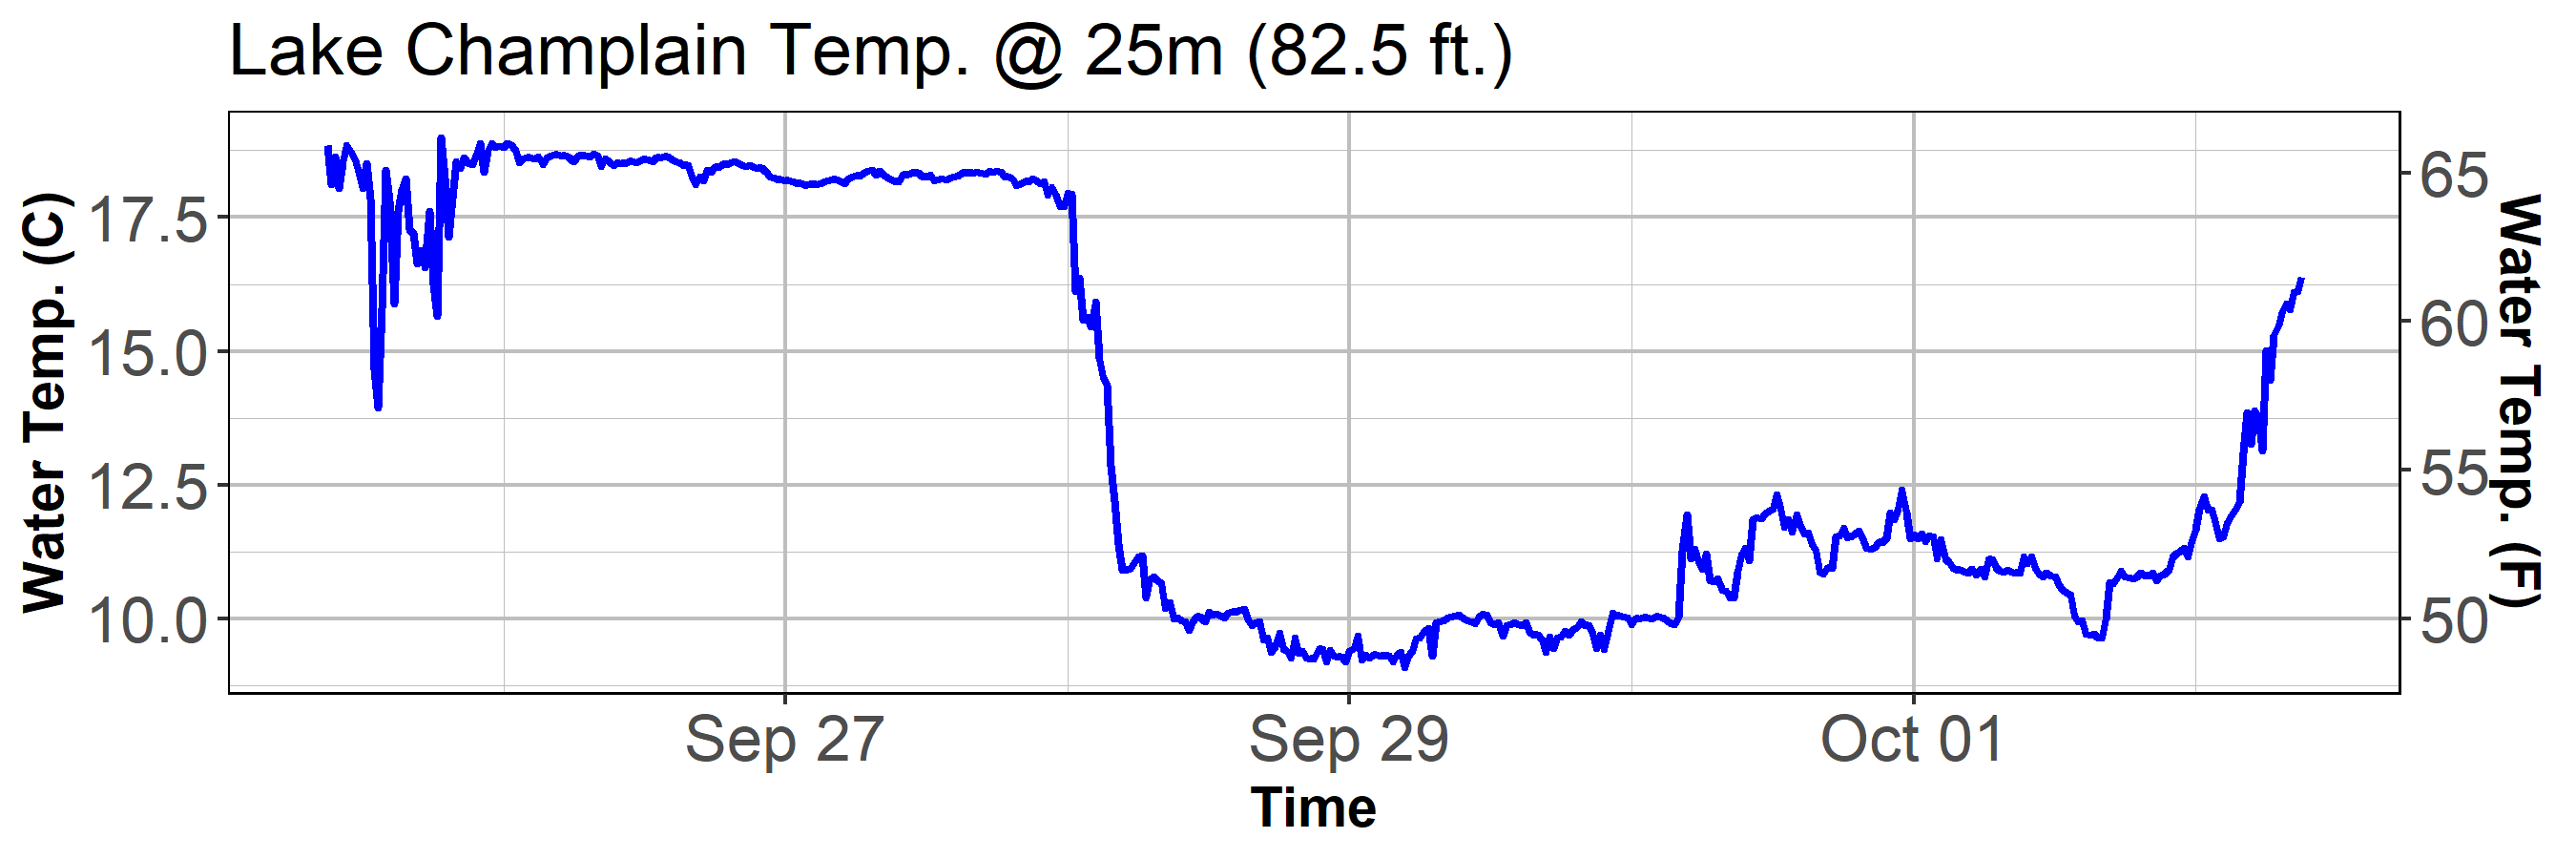 Lake Champlain Temp. @ 25m (82.5 ft.)
Water Temp. (C)
17.5
15.0
12.5
10.0
65
60
55
50
Water Temp. (F)
Sep 27
Sep 29
Oct 01
Time